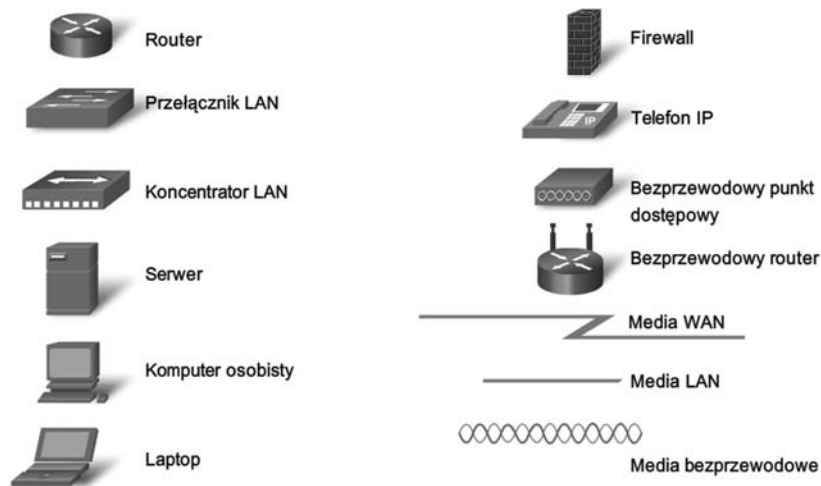 Router
Przełącznik LAN
Koncentrator LAN
Serwer
Komputer osobisty
Laptop
Firewall
IP
Telefon IP
Bezprzewodowy punkt
dostępowy
Bezprzewodowy router
Media WAN
Media LAN
Media bezprzewodowe